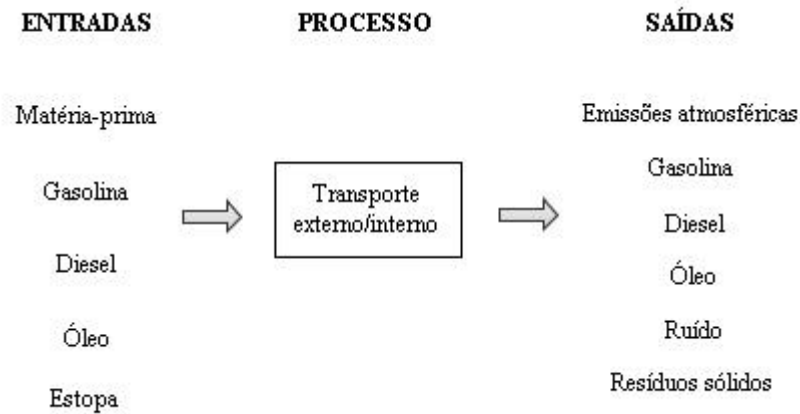 ENTRADAS
PROCESSO
SAÍDAS
Matéria-prima
Gasolina
Diesel
Óleo
Estopa
Transporte
externo/interno
Emissões atmosféricas
Gasolina
Diesel
Óleo
Ruído
Resíduos sólidos